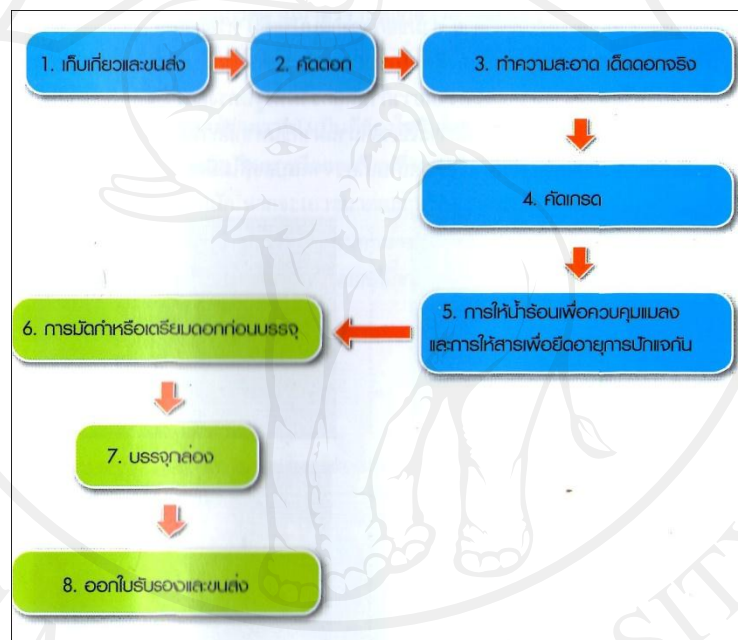 1. เก็บเกี่ยวและขนส่ง
2. คัดดอก
3. ทำความสะอาด เด็ดดอกจริง
4. คัดเกรด
5. การให้น้ำร้อนเพื่อควบคุมแมลง
และการให้สารเพื่อยืดอายุการปักแจกัน
6. การมัดกำหรือเตรียมดอกก่อนบรรจุ
7. บรรจุกล่อง
8. ออกใบรับรองและขนส่ง